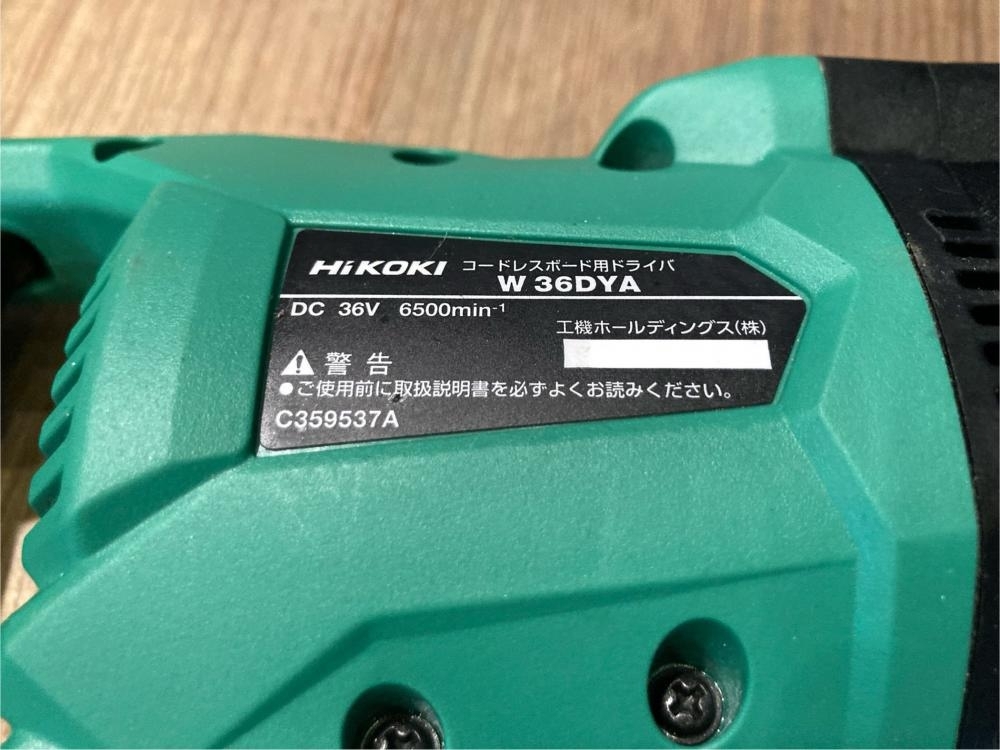 HiKOKI コードレスボード用ドライバ
W 36DYA
DC 36V 6500min⁻¹
工機ホールディングス(株)
⚠ 警告
●ご使用前に取扱説明書を必ずよくお読みください。
C359537A